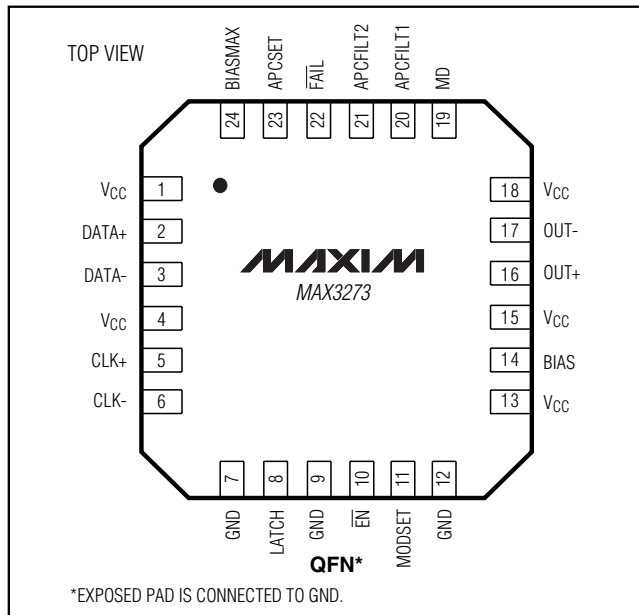 TOP VIEW
BIASMAX
APCSET
FAIL
APCFILT2
APCFILT1
MD
24
23
22
21
20
19
VCC 1
DATA+ 2
DATA- 3
VCC 4
CLK+ 5
CLK- 6
MAXIM
MAX3273
18 VCC
17 OUT-
16 OUT+
15 VCC
14 BIAS
13 VCC
7
8
9
10
11
12
GND
LATCH
GND
EN
MODSET
GND
QFN*
*EXPOSED PAD IS CONNECTED TO GND.